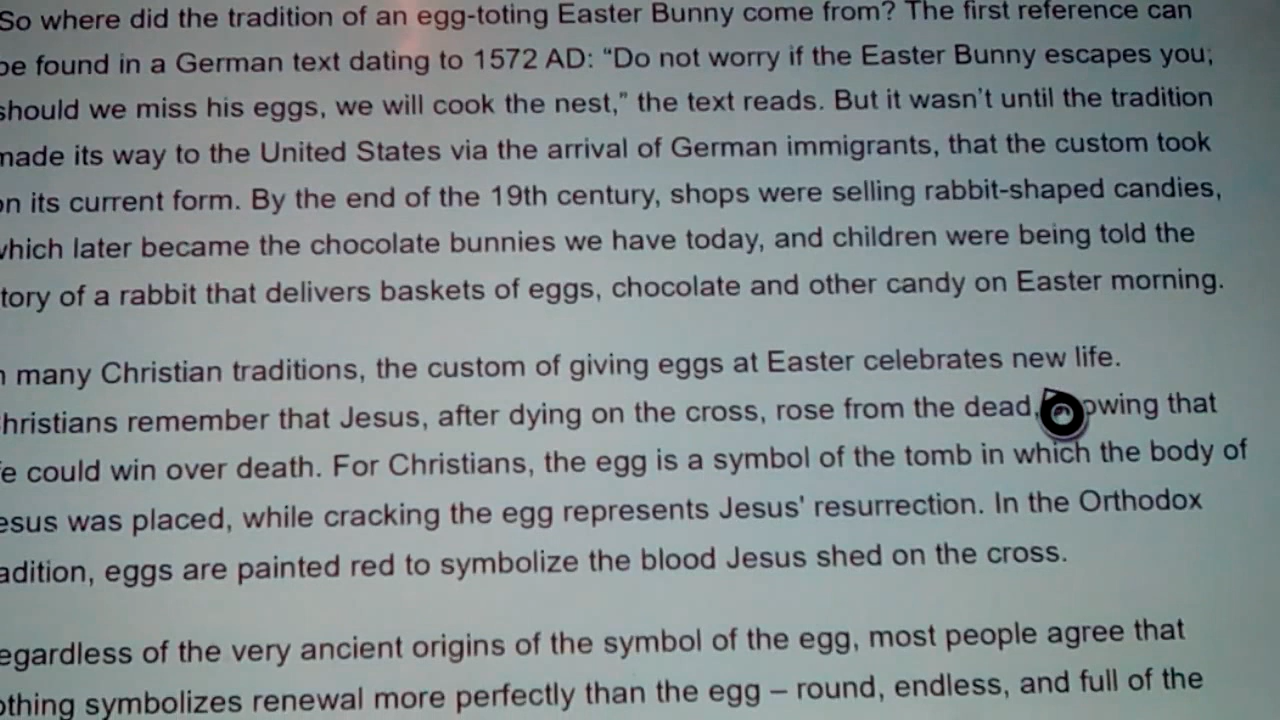 So where did the tradition of an egg-toting Easter Bunny come from? The first reference can
be found in a German text dating to 1572 AD: “Do not worry if the Easter Bunny escapes you;
should we miss his eggs, we will cook the nest,” the text reads. But it wasn’t until the tradition
made its way to the United States via the arrival of German immigrants, that the custom took
on its current form. By the end of the 19th century, shops were selling rabbit-shaped candies,
which later became the chocolate bunnies we have today, and children were being told the
tory of a rabbit that delivers baskets of eggs, chocolate and other candy on Easter morning.
n many Christian traditions, the custom of giving eggs at Easter celebrates new life.
hristians remember that Jesus, after dying on the cross, rose from the dead, owing that
fe could win over death. For Christians, the egg is a symbol of the tomb in which the body of
esus was placed, while cracking the egg represents Jesus' resurrection. In the Orthodox
adition, eggs are painted red to symbolize the blood Jesus shed on the cross.
egardless of the very ancient origins of the symbol of the egg, most people agree that
othing symbolizes renewal more perfectly than the egg – round, endless, and full of the